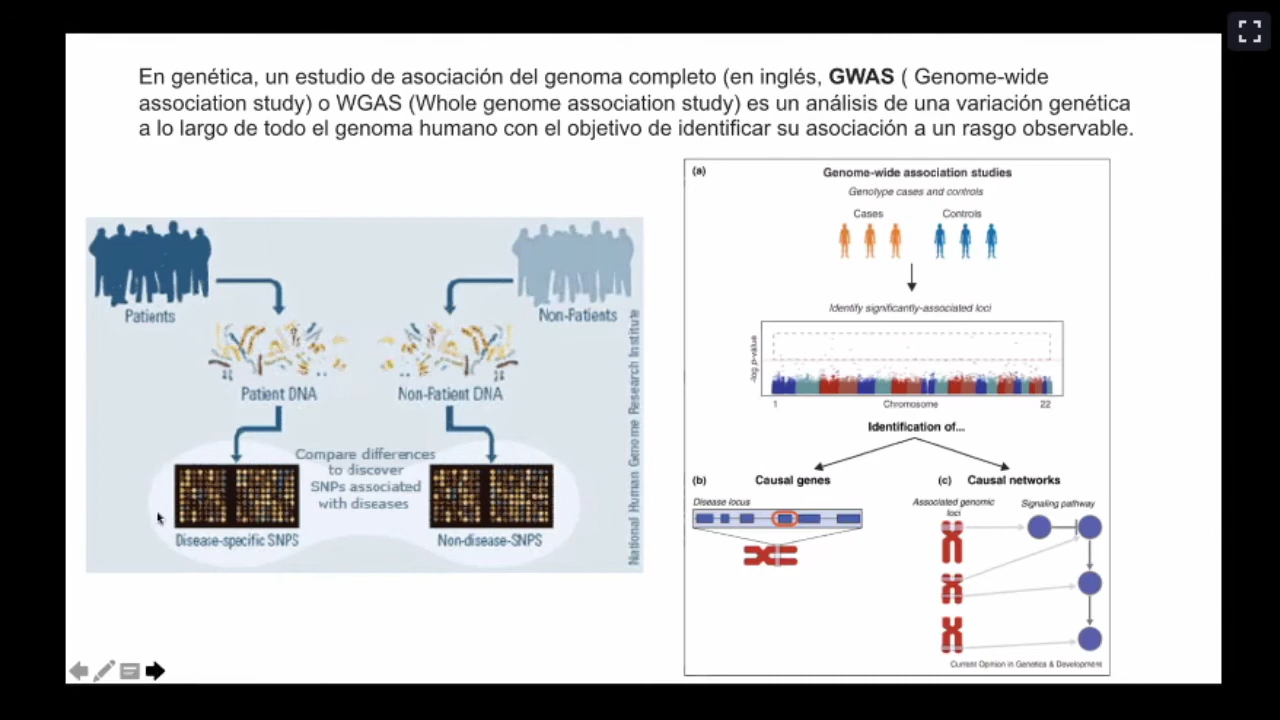 En genética, un estudio de asociación del genoma completo (en inglés, GWAS ( Genome-wide
association study) o WGAS (Whole genome association study) es un análisis de una variación genética
a lo largo de todo el genoma humano con el objetivo de identificar su asociación a un rasgo observable.
Patients
Non-Patients
Patient DNA
Non-Patient DNA
Compare differences
to discover
SNPs associated
with diseases
Disease-specific SNPS
Non-disease-SNPS
National Human Genome Research Institute
(a)
Genome-wide association studies
Genotype cases and controls
Cases
Controls
Identify significantly-associated loci
-log p-value
1
Chromosome
22
Identification of...
(b)
Causal genes
Disease locus
(c)
Causal networks
Associated genomic
loci
Signaling pathway
Current Opinion in Genetics & Development